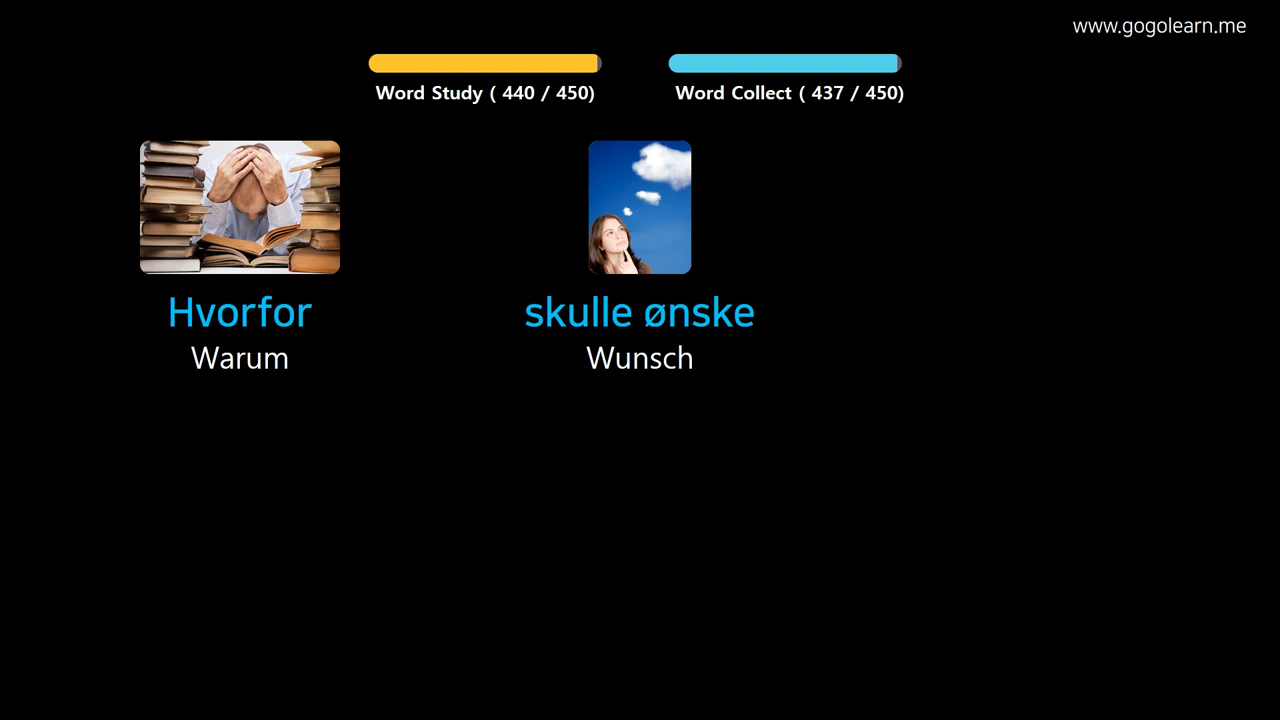 www.gogolearn.me
Word Study ( 440 / 450)
Word Collect ( 437 / 450)
Hvorfor
Warum
skulle ønske
Wunsch